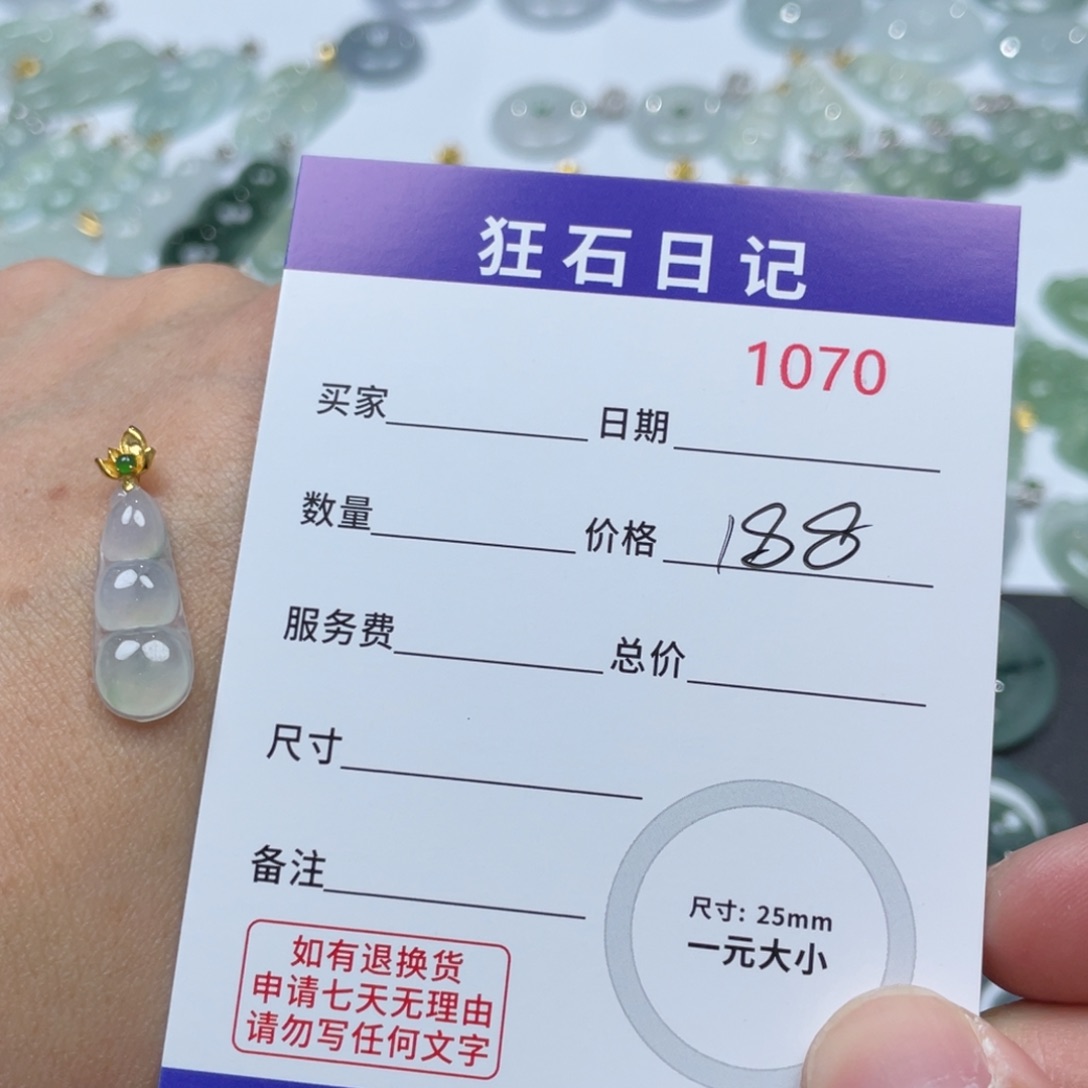 狂石日记
1070
买家 日期
数量 价格 188
服务费 总价
尺寸
备注
尺寸: 25mm
一元大小
如有退换货
申请七天无理由
请勿写任何文字